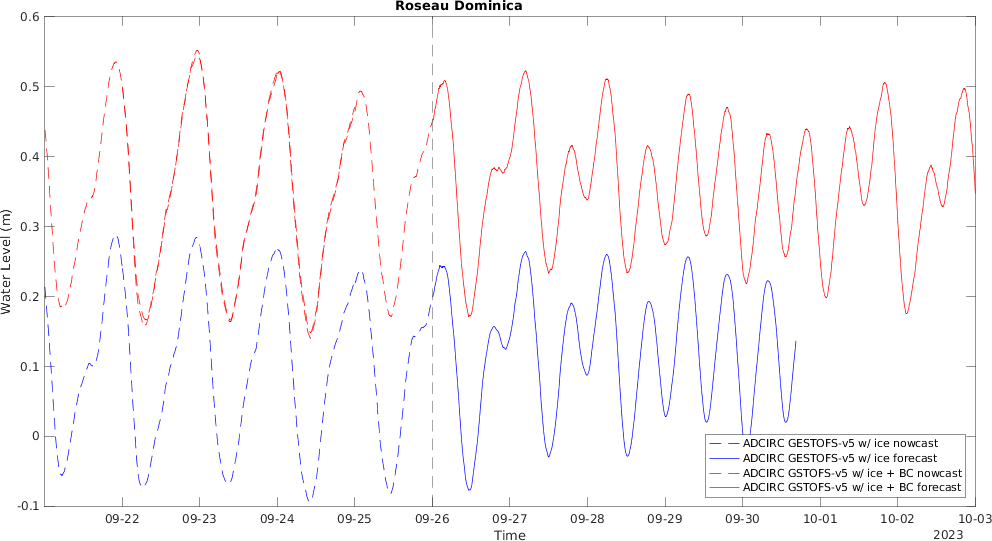 Roseau Dominica
0.6
0.5
0.4
0.3
0.2
0.1
0
-0.1
Water Level (m)
ADCIRC GESTOFS-v5 w/ ice nowcast
ADCIRC GESTOFS-v5 w/ ice forecast
ADCIRC GSTOFS-v5 w/ ice + BC nowcast
ADCIRC GSTOFS-v5 w/ ice + BC forecast
09-22 09-23 09-24 09-25 09-26 09-27 09-28 09-29 09-30 10-01 10-02 10-03
Time
2023